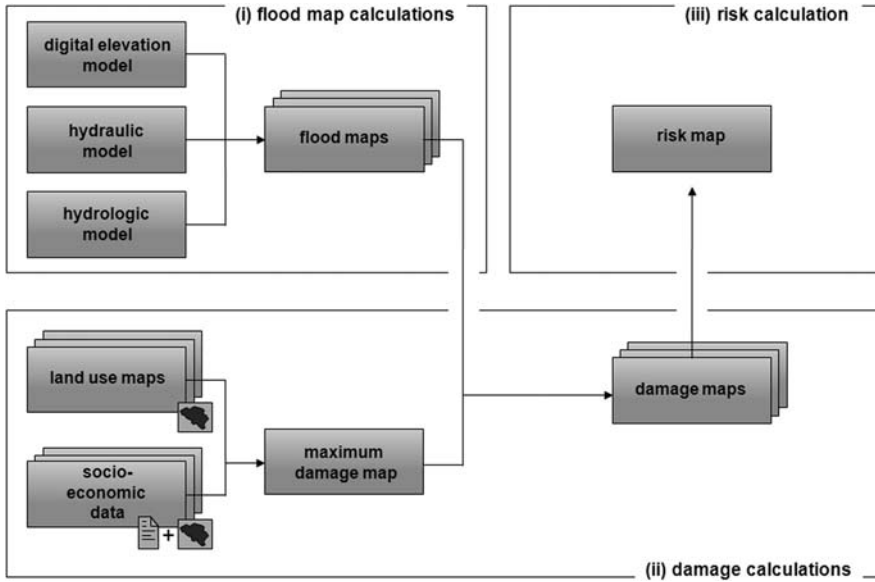 (i) flood map calculations
digital elevation
model
hydraulic
model
hydrologic
model
flood maps
(iii) risk calculation
risk map
land use maps
socio-
economic
data
+
maximum
damage map
damage maps
(ii) damage calculations